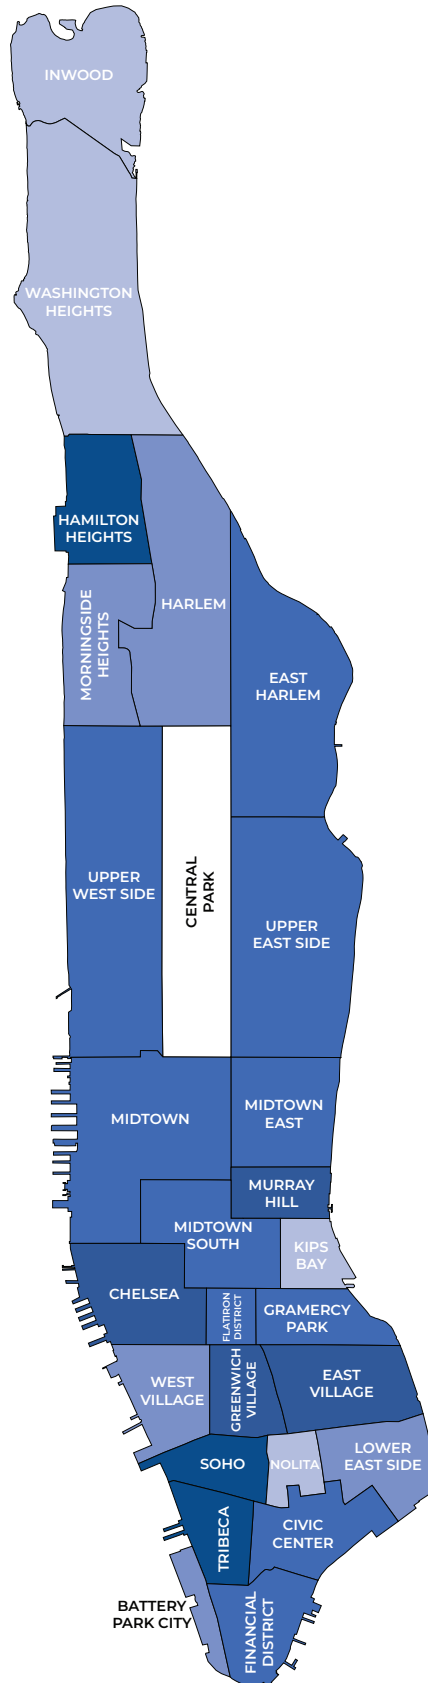 INWOOD
WASHINGTON
HEIGHTS
HAMILTON
HEIGHTS
HARLEM
MORNINGSIDE
HEIGHTS
EAST
HARLEM
UPPER
WEST SIDE
CENTRAL
PARK
UPPER
EAST SIDE
MIDTOWN
MIDTOWN
EAST
MURRAY
HILL
MIDTOWN
SOUTH
KIPS
BAY
CHELSEA
FLATIRON
DISTRICT
GRAMERCY
PARK
WEST
VILLAGE
GREENWICH
VILLAGE
EAST
VILLAGE
SOHO
NOLITA
LOWER
EAST SIDE
TRIBECA
CIVIC
CENTER
BATTERY
PARK CITY
FINANCIAL
DISTRICT